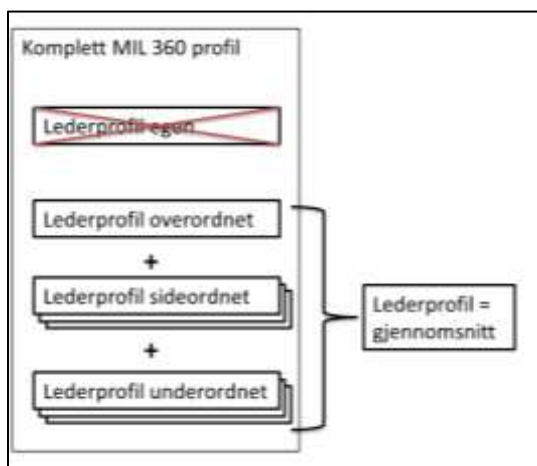 Komplett MIL 360 profil
Lederprofil egen
Lederprofil overordnet
+
Lederprofil sideordnet
+
Lederprofil underordnet
Lederprofil =
gjennomsnitt